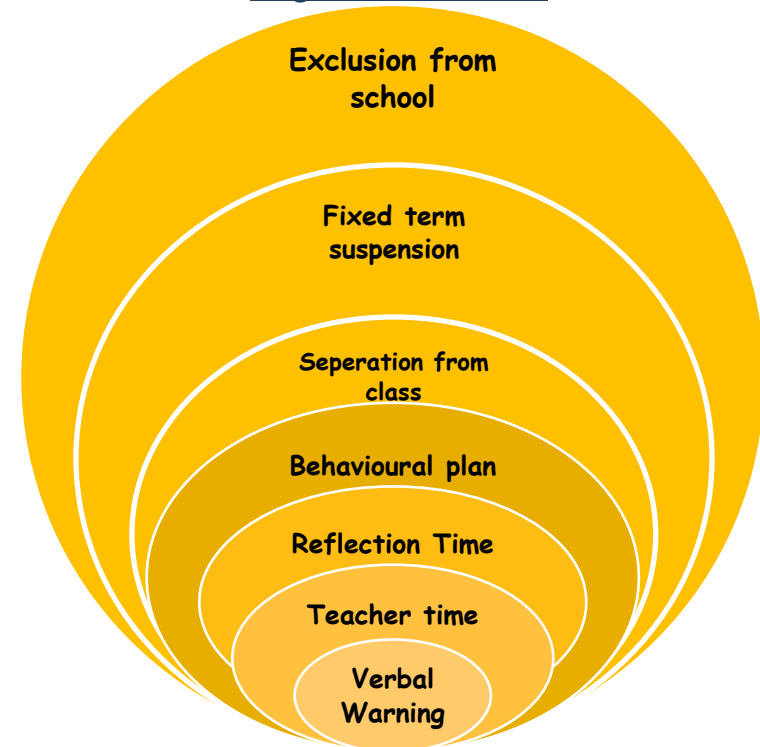 Exclusion from
school
Fixed term
suspension
Seperation from
class
Behavioural plan
Reflection Time
Teacher time
Verbal
Warning